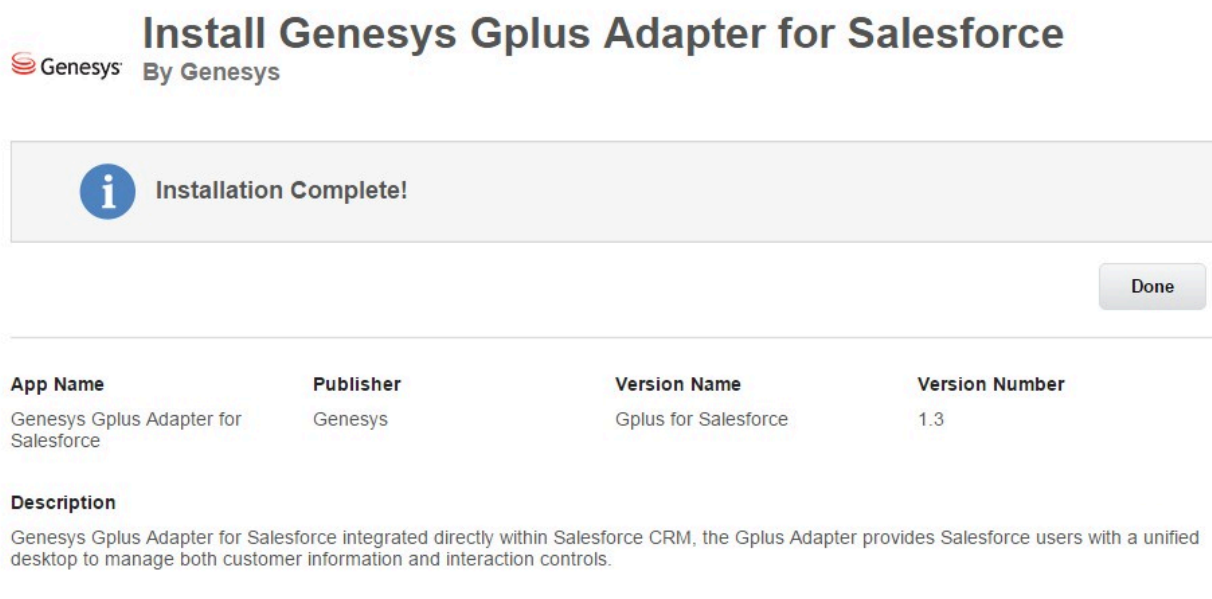 Install Genesys Gplus Adapter for Salesforce
Genesys
By Genesys
i
Installation Complete!
Done
App Name
Publisher
Version Name
Version Number
Genesys Gplus Adapter for
Salesforce
Genesys
Gplus for Salesforce
1.3
Description
Genesys Gplus Adapter for Salesforce integrated directly within Salesforce CRM, the Gplus Adapter provides Salesforce users with a unified
desktop to manage both customer information and interaction controls.